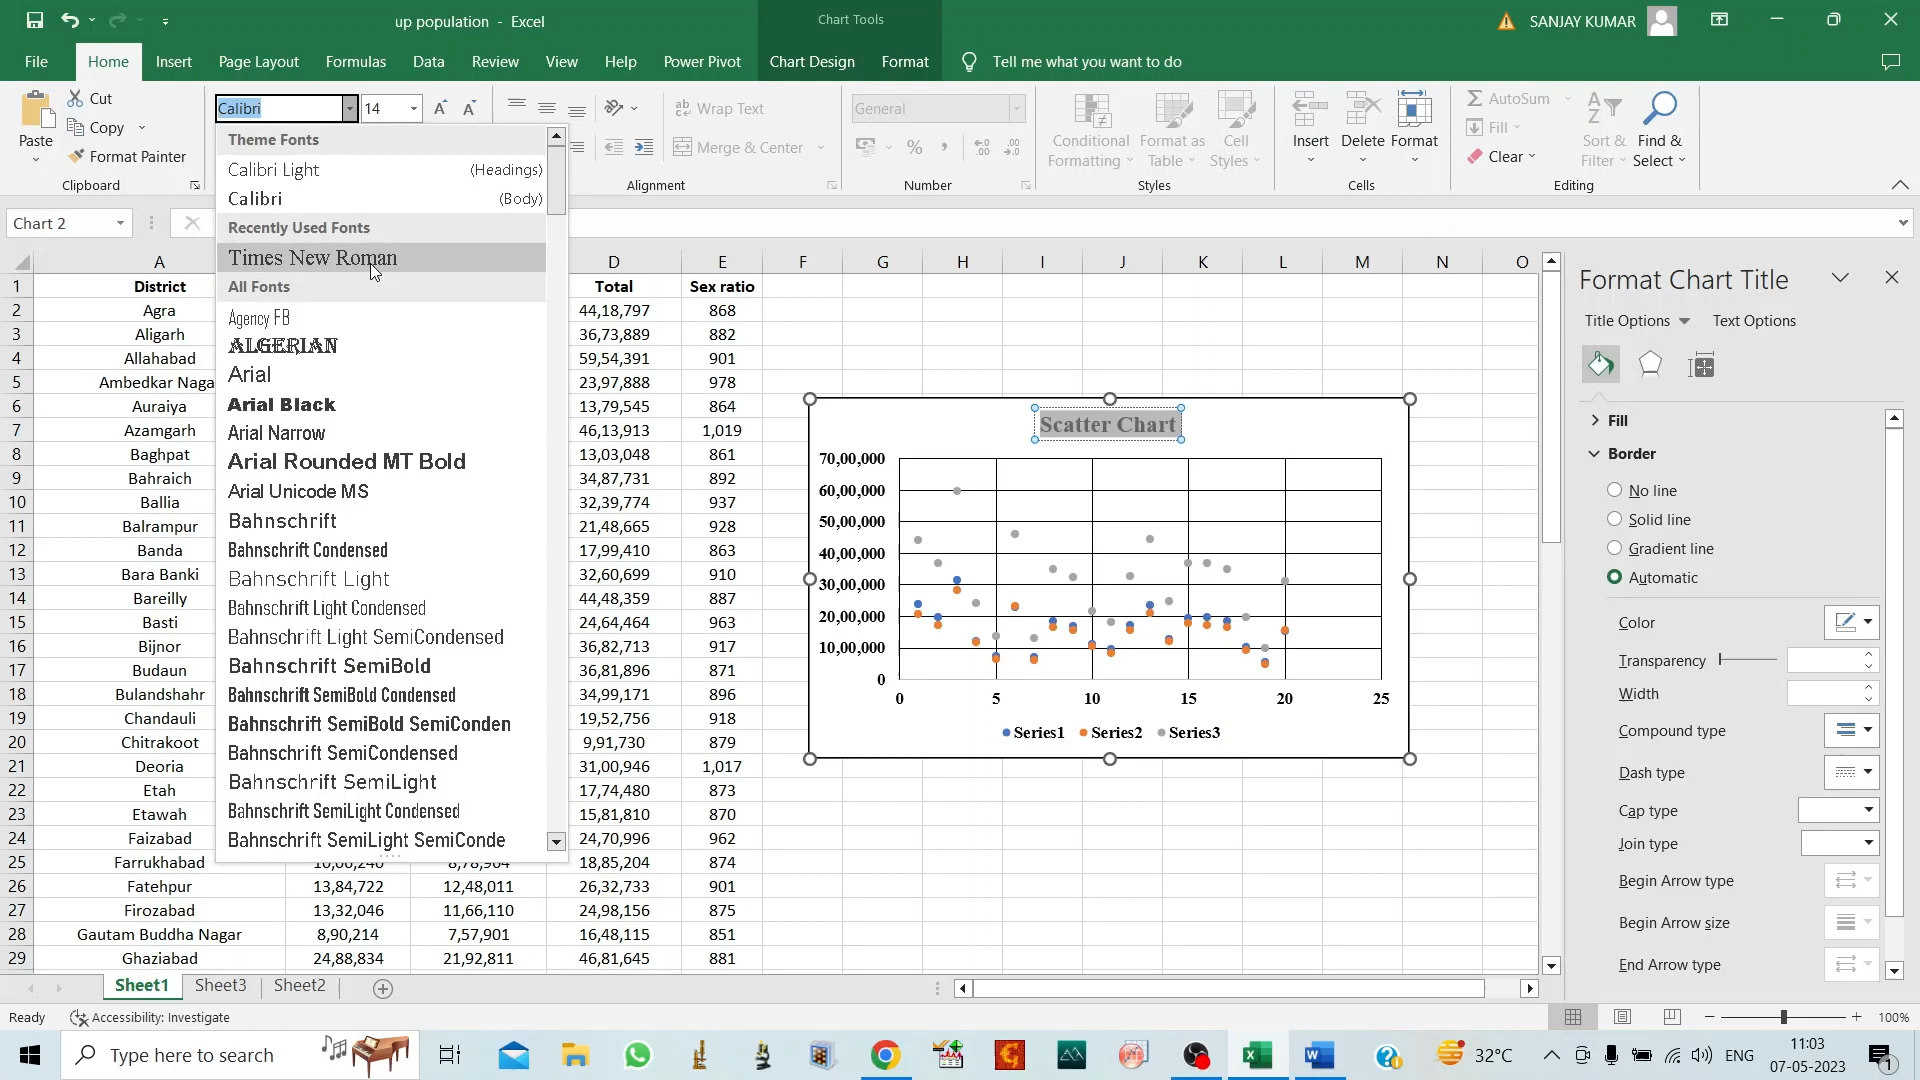 up population - Excel
Chart Tools
SANJAY KUMAR
File Home Insert Page Layout Formulas Data Review View Help Power Pivot Chart Design Format Tell me what you want to do
Paste
Cut
Copy
Format Painter
Clipboard
Calibri 14
Wrap Text
Merge & Center
Alignment
General
Number
Conditional Formatting
Format as Table
Cell Styles
Styles
Insert
Delete
Format
Cells
AutoSum
Fill
Clear
Sort & Filter
Find & Select
Editing
Chart 2
Theme Fonts
Calibri Light (Headings)
Calibri (Body)
Recently Used Fonts
Times New Roman
All Fonts
Agency FB
ALGERIAN
Arial
Arial Black
Arial Narrow
Arial Rounded MT Bold
Arial Unicode MS
Bahnschrift
Bahnschrift Condensed
Bahnschrift Light
Bahnschrift Light Condensed
Bahnschrift Light SemiCondensed
Bahnschrift SemiBold
Bahnschrift SemiBold Condensed
Bahnschrift SemiBold SemiConden
Bahnschrift SemiCondensed
Bahnschrift SemiLight
Bahnschrift SemiLight Condensed
Bahnschrift SemiLight SemiConde
A D E F G H I J K L M N O
1 District Total Sex ratio
2 Agra 44,18,797 868
3 Aligarh 36,73,889 882
4 Allahabad 59,54,391 901
5 Ambedkar Naga 23,97,888 978
6 Auraiya 13,79,545 864
7 Azamgarh 46,13,913 1,019
8 Baghpat 13,03,048 861
9 Bahraich 34,87,731 892
10 Ballia 32,39,774 937
11 Balrampur 21,48,665 928
12 Banda 17,99,410 863
13 Bara Banki 32,60,699 910
14 Bareilly 44,48,359 887
15 Basti 24,64,464 963
16 Bijnor 36,82,713 917
17 Budaun 36,81,896 871
18 Bulandshahr 34,99,171 896
19 Chandauli 19,52,756 918
20 Chitrakoot 9,91,730 879
21 Deoria 31,00,946 1,017
22 Etah 17,74,480 873
23 Etawah 15,81,810 870
24 Faizabad 24,70,996 962
25 Farrukhabad 18,85,204 874
26 Fatehpur 13,84,722 12,48,011 26,32,733 901
27 Firozabad 13,32,046 11,66,110 24,98,156 875
28 Gautam Buddha Nagar 8,90,214 7,57,901 16,48,115 851
29 Ghaziabad 24,88,834 21,92,811 46,81,645 881
Scatter Chart
70,00,000
60,00,000
50,00,000
40,00,000
30,00,000
20,00,000
10,00,000
0
0 5 10 15 20 25
Series1 Series2 Series3
Format Chart Title
Title Options Text Options
Fill
Border
No line
Solid line
Gradient line
Automatic
Color
Transparency
Width
Compound type
Dash type
Cap type
Join type
Begin Arrow type
Begin Arrow size
End Arrow type
Sheet1 Sheet3 Sheet2
Ready Accessibility: Investigate 100%
Type here to search
32°C
ENG
11:03
07-05-2023
1